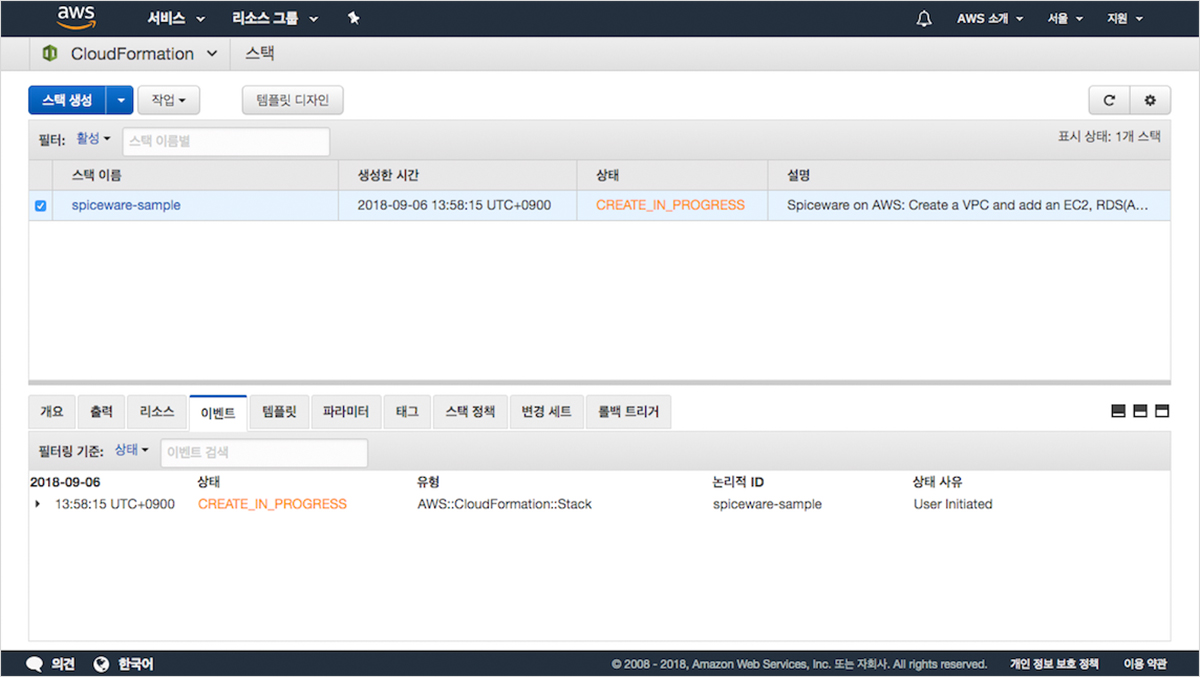 aws 서비스 리소스 그룹 AWS 소개 서울 지원
CloudFormation 스택
스택 생성 작업 템플릿 디자인
필터: 활성 스택 이름별 표시 상태: 1개 스택
스택 이름 생성한 시간 상태 설명
spiceware-sample 2018-09-06 13:58:15 UTC+0900 CREATE_IN_PROGRESS Spiceware on AWS: Create a VPC and add an EC2, RDS(A...
개요 출력 리소스 이벤트 템플릿 파라미터 태그 스택 정책 변경 세트 롤백 트리거
필터링 기준: 상태 이벤트 검색
2018-09-06 상태 유형 논리적 ID 상태 사유
13:58:15 UTC+0900 CREATE_IN_PROGRESS AWS::CloudFormation::Stack spiceware-sample User Initiated
의견 한국어 © 2008 - 2018, Amazon Web Services, Inc. 또는 자회사. All rights reserved. 개인 정보 보호 정책 이용 약관